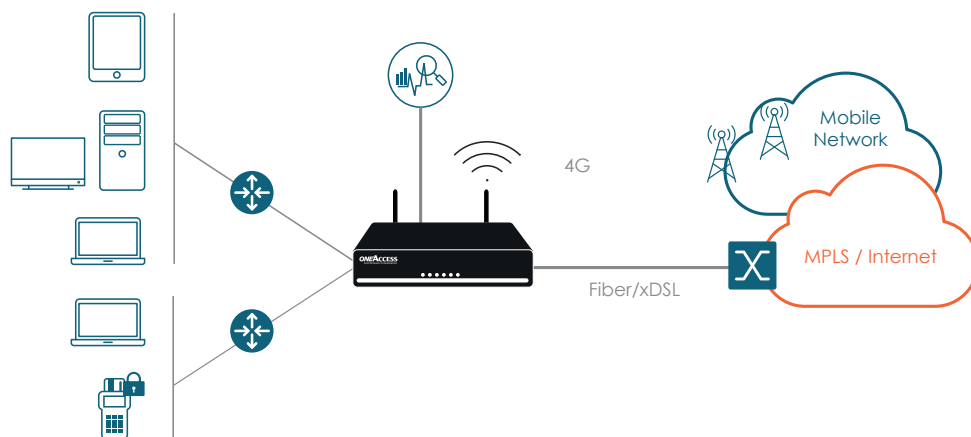 Mobile
Network
4G
ONEACCESS
MPLS / Internet
Fiber/xDSL